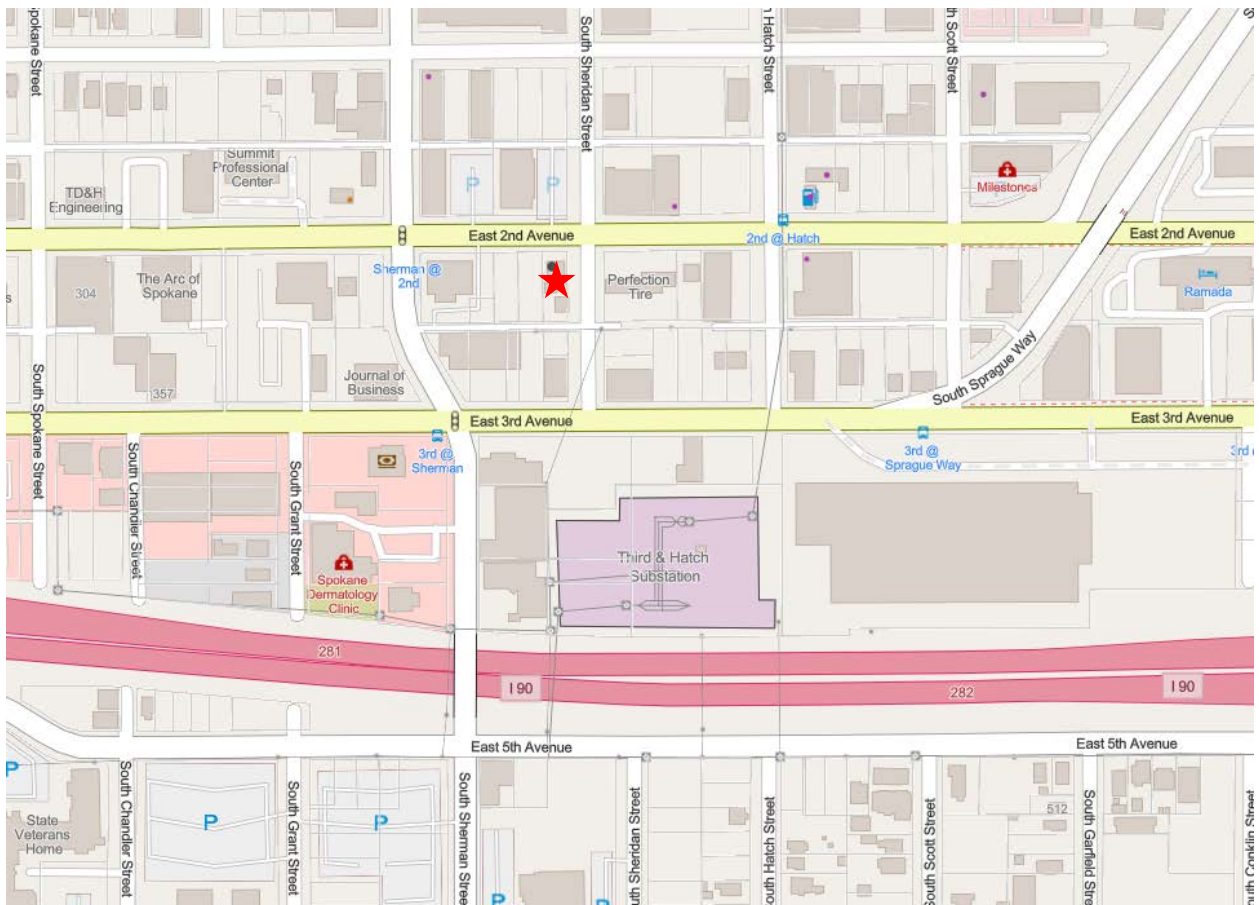 South Spokane Street
South Sheridan Street
h Hatch Street
h Scott Street
Summit
Professional
Center
TD&H
Engineering
P
P
Milestones
East 2nd Avenue
2nd @ Hatch
East 2nd Avenue
Sherman @
2nd
The Arc of
Spokane
304
s
Perfection
Tire
Ramada
Journal of
Business
357
South Sprague Way
South Spokane Street
East 3rd Avenue
East 3rd Avenue
3rd @
Sherman
3rd @
Sprague Way
3rd
South Chandler Street
South Grant Street
Third & Hatch
Substation
Spokane
Dermatology
Clinic
281
I 90
282
I 90
East 5th Avenue
East 5th Avenue
P
South Chandler Street
South Grant Street
South Sherman Street
South Sheridan Street
South Hatch Street
South Scott Street
South Garfield Stree
outh Conklin Street
P
P
512
State
Veterans
Home
P
P